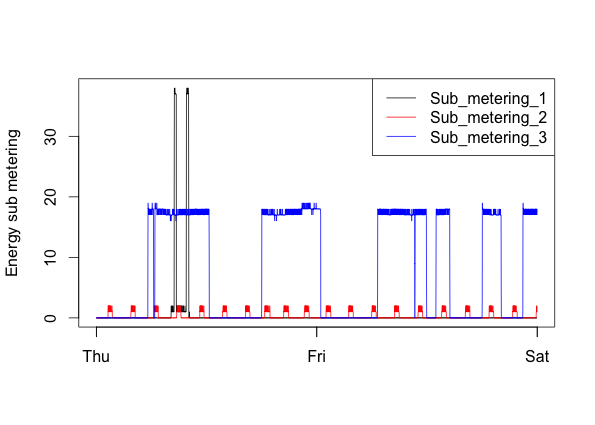 Sub_metering_1
Sub_metering_2
Sub_metering_3
Energy sub metering
30
20
10
0
Thu Fri Sat